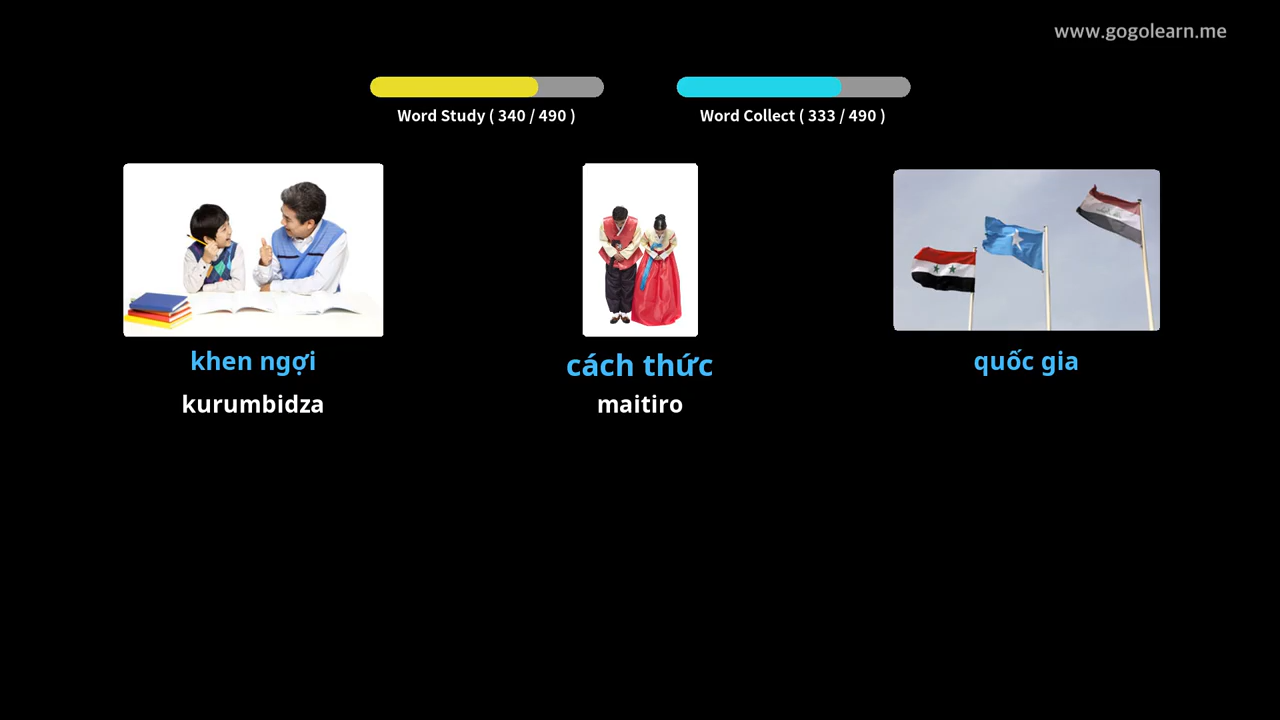 www.gogolearn.me
Word Study ( 340 / 490 )
Word Collect ( 333 / 490 )
khen ngợi
cách thức
quốc gia
kurumbidza
maitiro